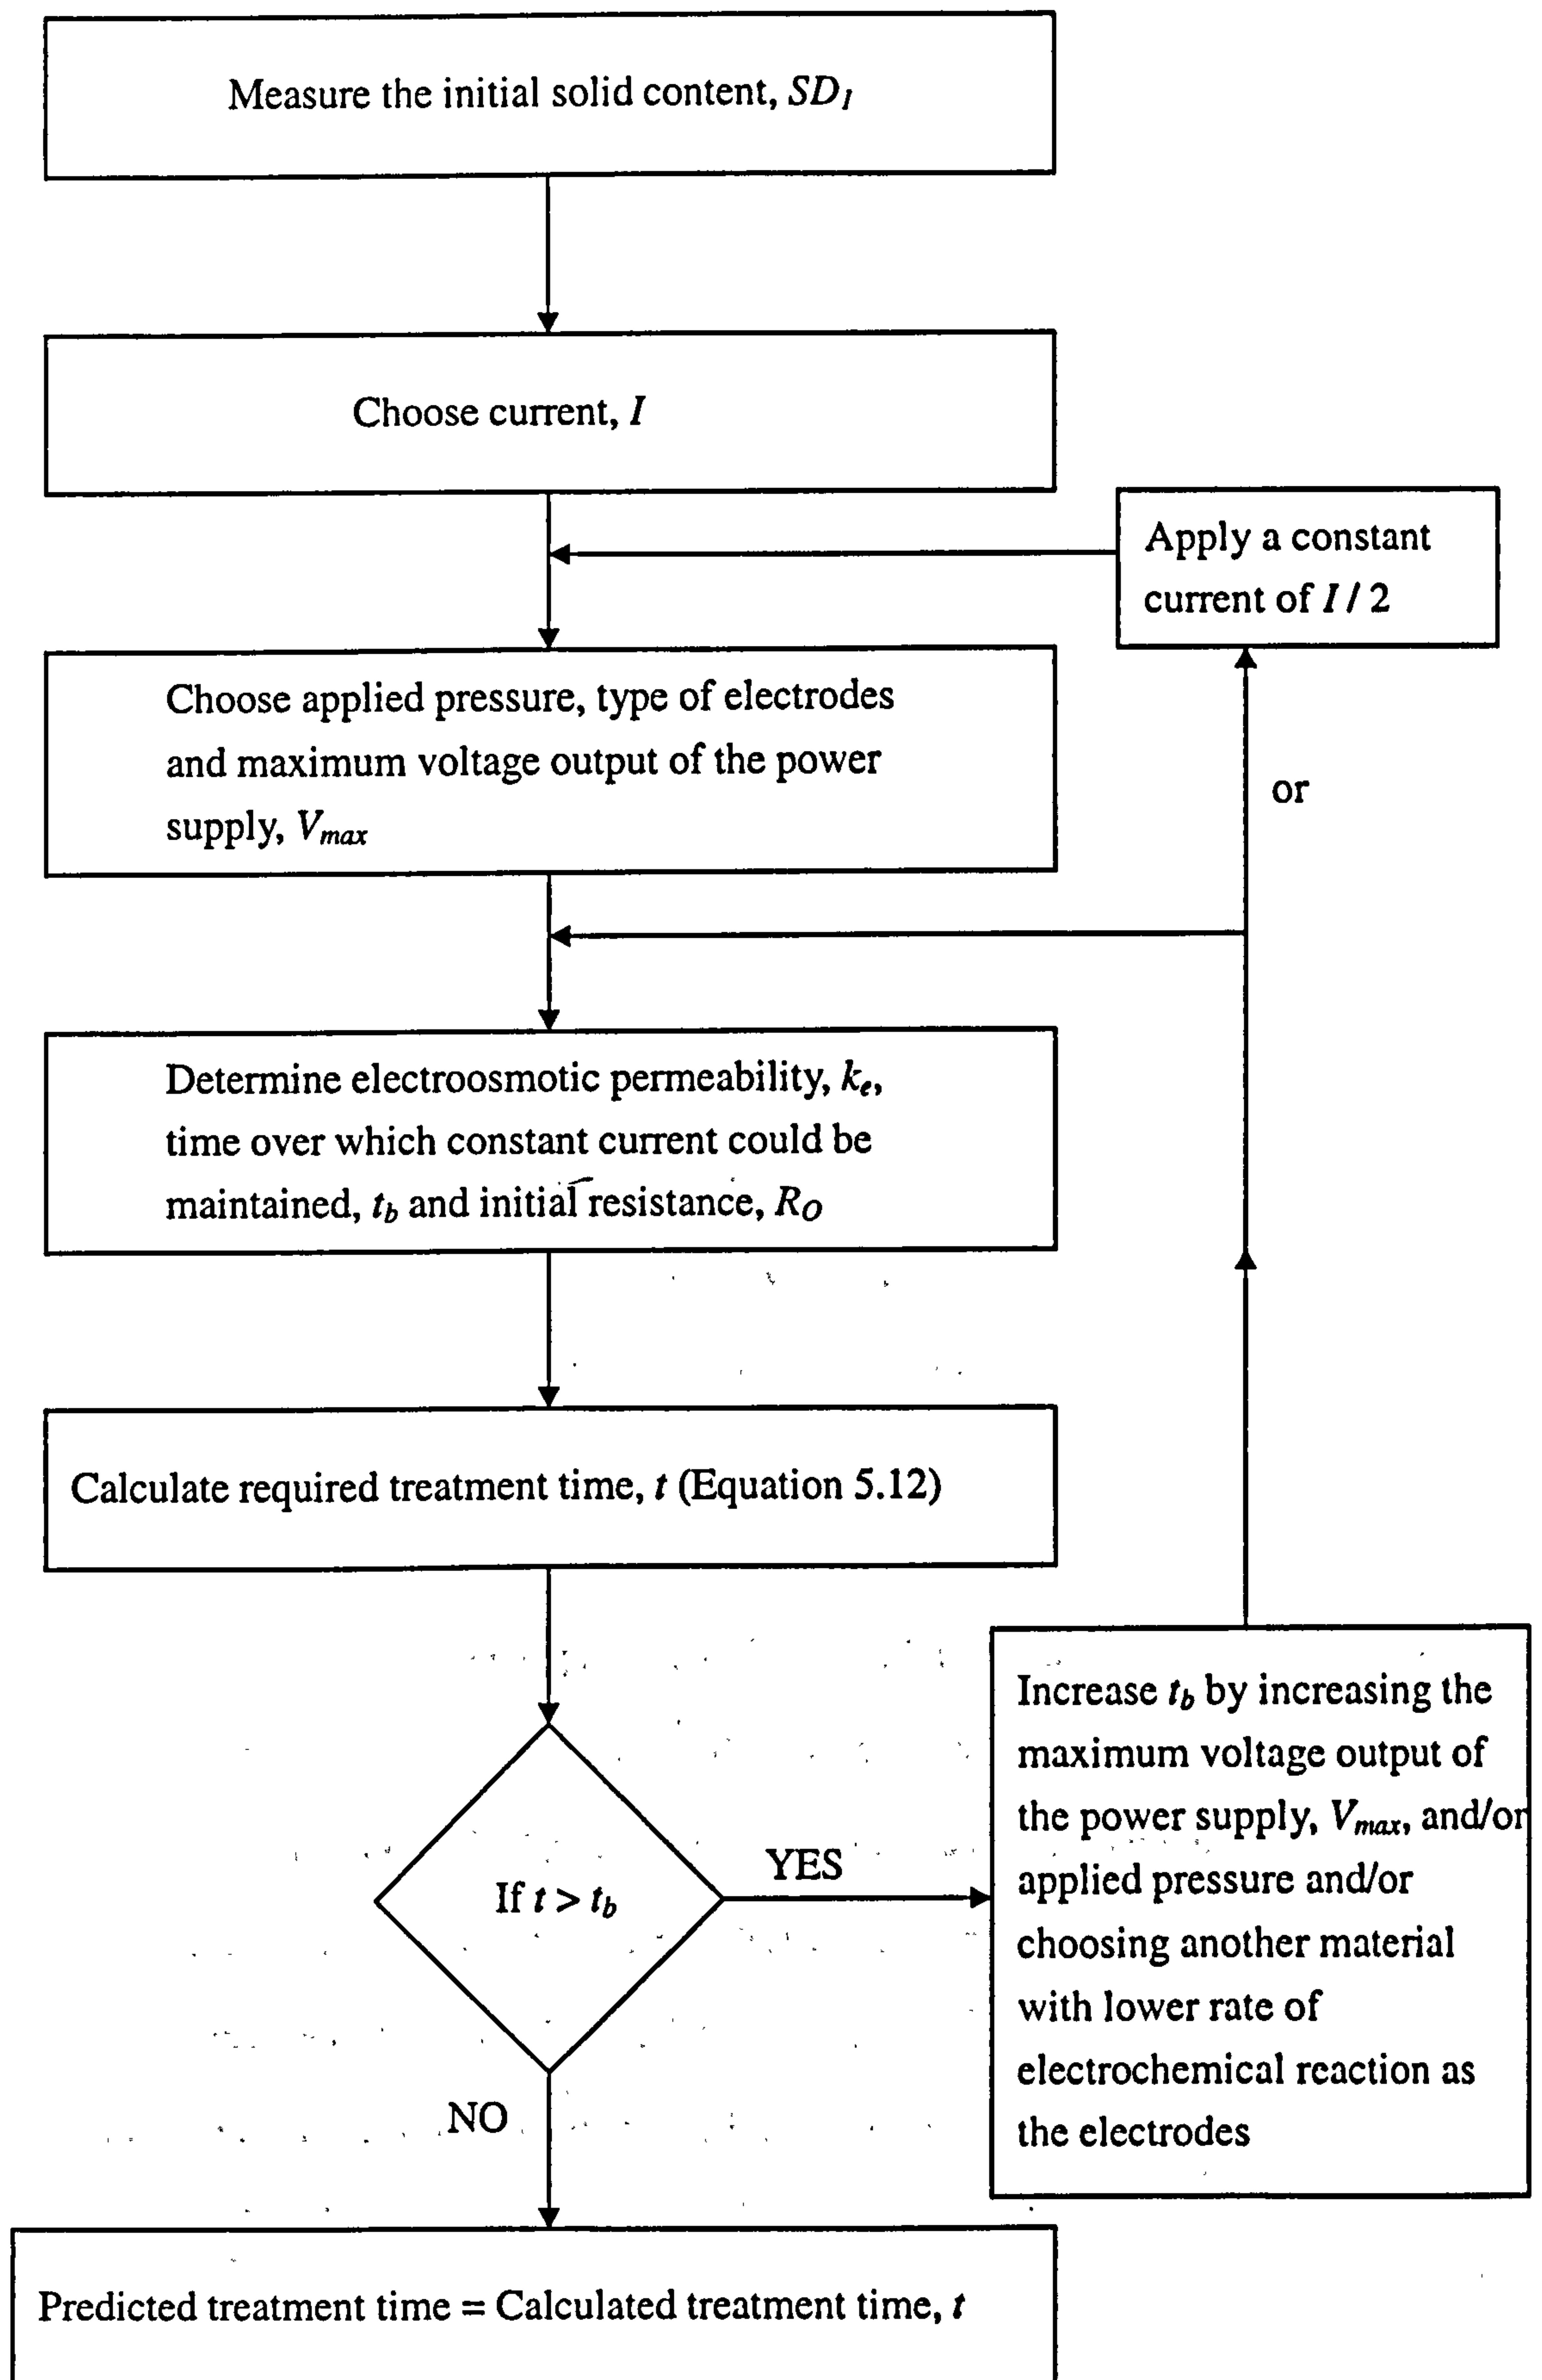 Measure the initial solid content, SD₁
Choose current, I
Apply a constant
current of I / 2
Choose applied pressure, type of electrodes
and maximum voltage output of the power
supply, Vmax
or
Determine electroosmotic permeability, ke,
time over which constant current could be
maintained, tb and initial resistance, RO
Calculate required treatment time, t (Equation 5.12)
Increase tb by increasing the
maximum voltage output of
the power supply, Vmax, and/or
applied pressure and/or
choosing another material
with lower rate of
electrochemical reaction as
the electrodes
YES
If t > tb
NO
Predicted treatment time = Calculated treatment time, t